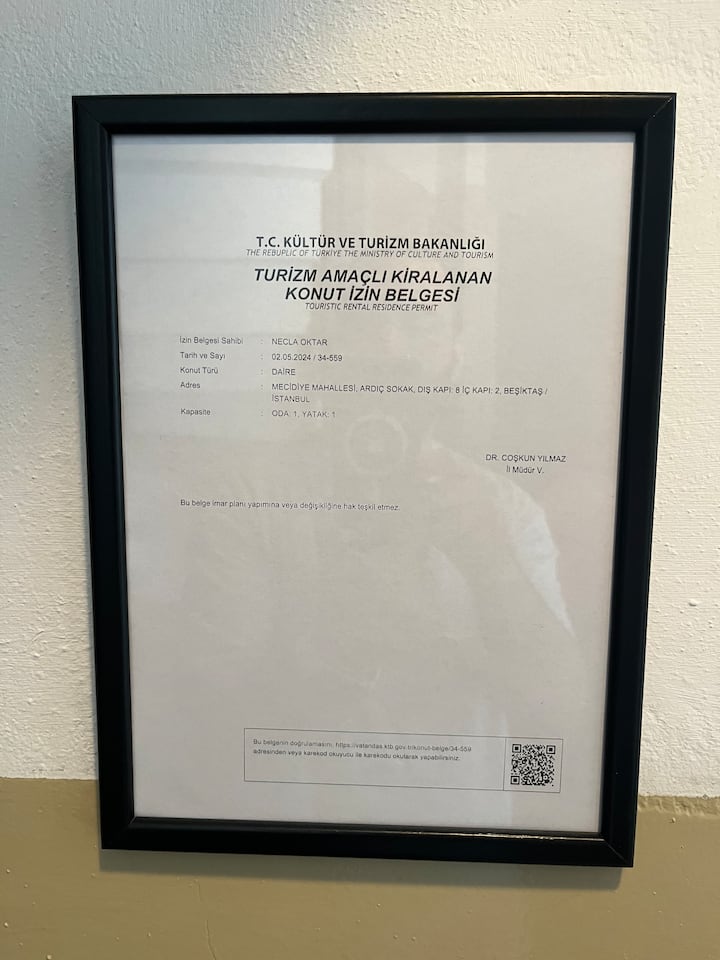 T.C. KÜLTÜR VE TURİZM BAKANLIĞI
THE REBUPLIC OF TÜRKİYE THE MINISTRY OF CULTURE AND TOURISM
TURİZM AMAÇLI KİRALANAN
KONUT İZİN BELGESİ
TOURISTIC RENTAL RESIDENCE PERMIT
İzin Belgesi Sahibi : NECLA OKTAR
Tarih ve Sayı : 02.05.2024 / 34-559
Konut Türü : DAİRE
Adres : MECİDİYE MAHALLESİ, ARDIÇ SOKAK, DIŞ KAPI: 8 İÇ KAPI: 2, BEŞİKTAŞ /
İSTANBUL
Kapasite : ODA: 1, YATAK: 1
DR. COŞKUN YILMAZ
İl Müdür V.
Bu belge imar planı yapımına veya değişikliğine hak teşkil etmez.
Bu belgenin doğrulamasını, https://vatandas.ktb.gov.tr/konut-belge/34-559
adresinden veya karekod okuyucu ile karekodu okutarak yapabilirsiniz.